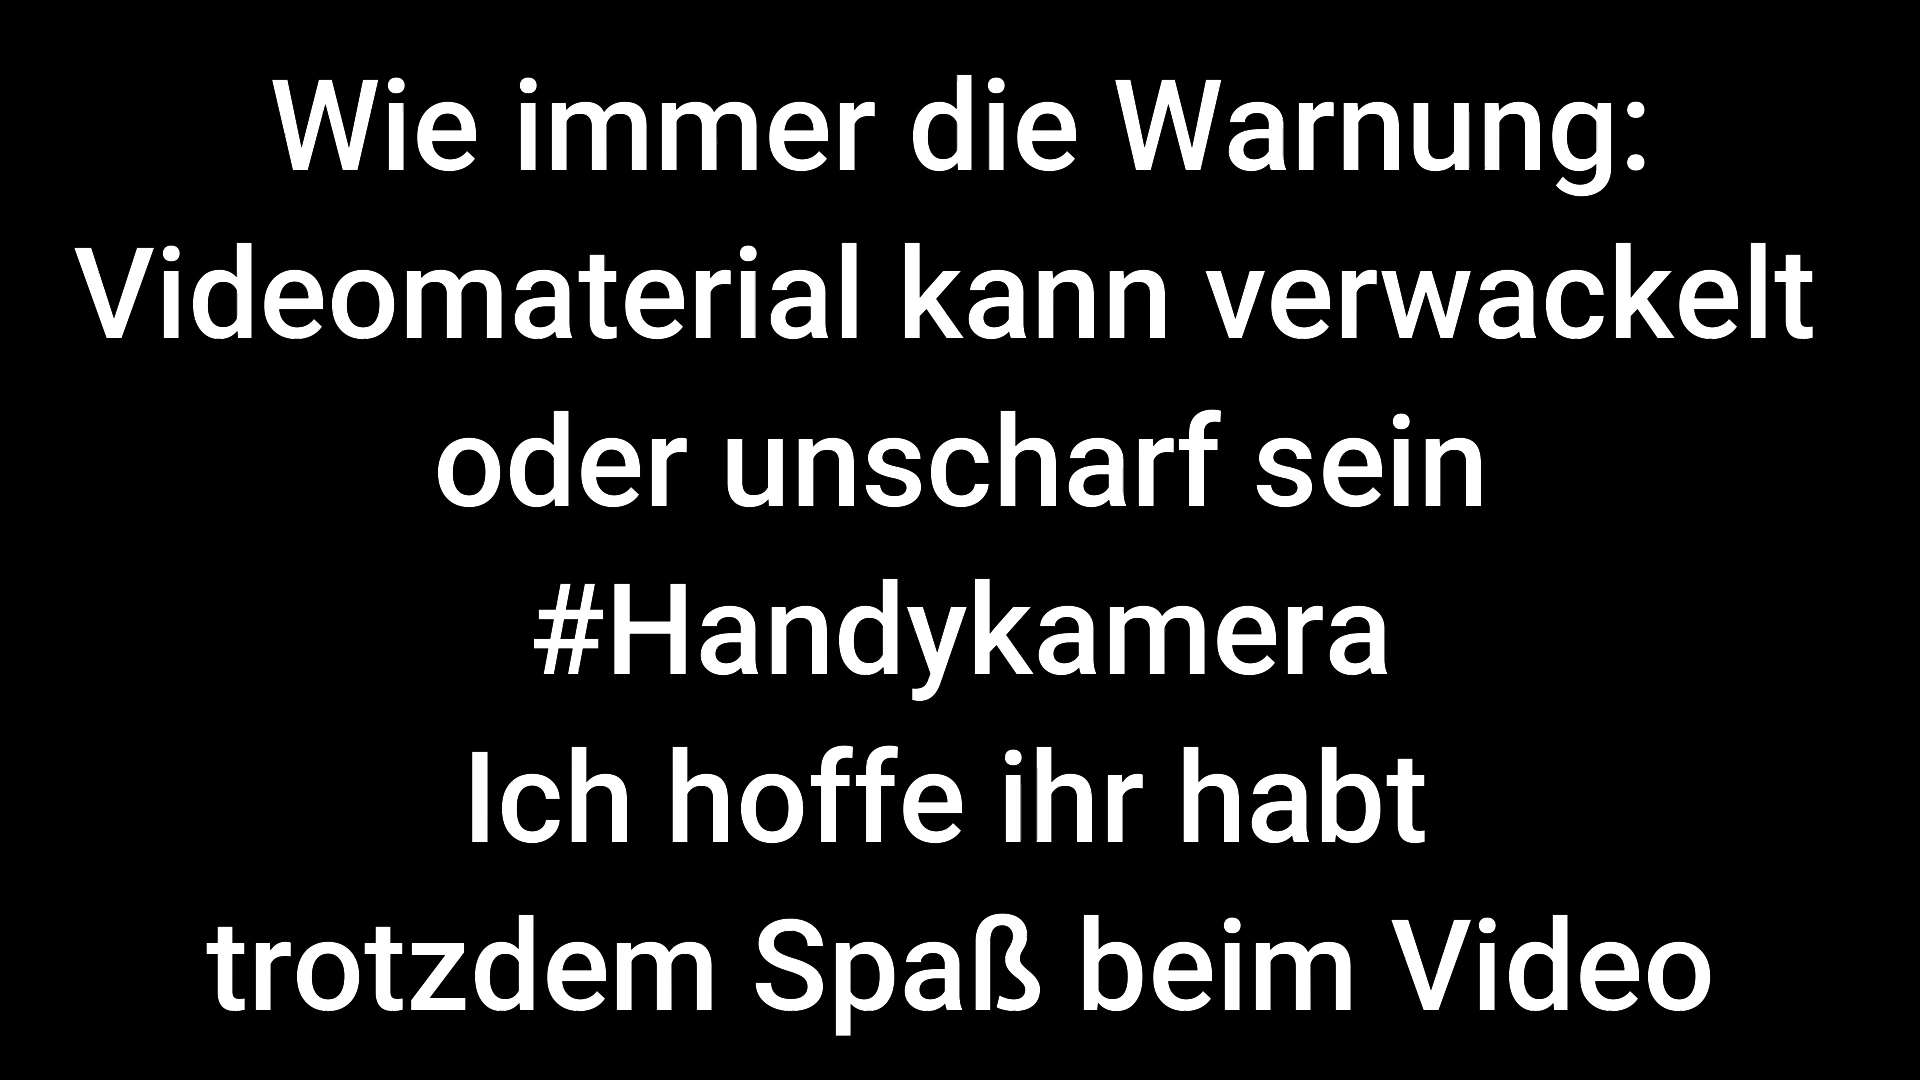 Wie immer die Warnung:
Videomaterial kann verwackelt
oder unscharf sein
#Handykamera
Ich hoffe ihr habt
trotzdem Spaß beim Video